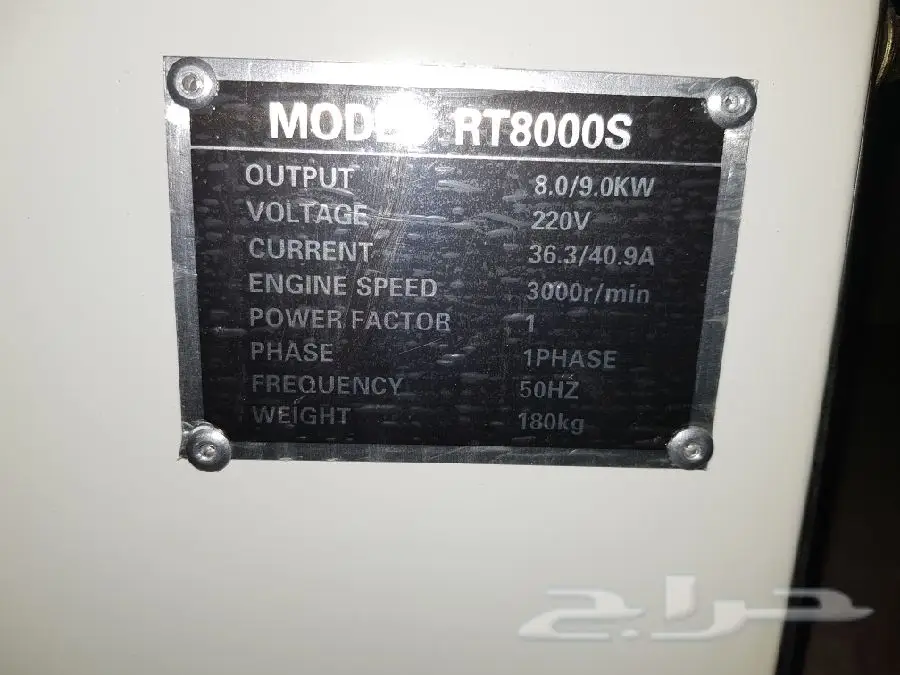 MODEL RT8000S
OUTPUT 8.0/9.0KW
VOLTAGE 220V
CURRENT 36.3/40.9A
ENGINE SPEED 3000r/min
POWER FACTOR 1
PHASE 1PHASE
FREQUENCY 50HZ
WEIGHT 180kg
حراج